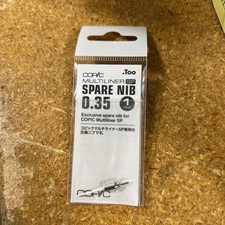 .Too
COPIC
MULTILINER SP
SPARE NIB
0.35
Exclusive spare nib for
COPIC Multiliner SP
コピックマルチライナーSP専用の
交換ニブです。
COPIC